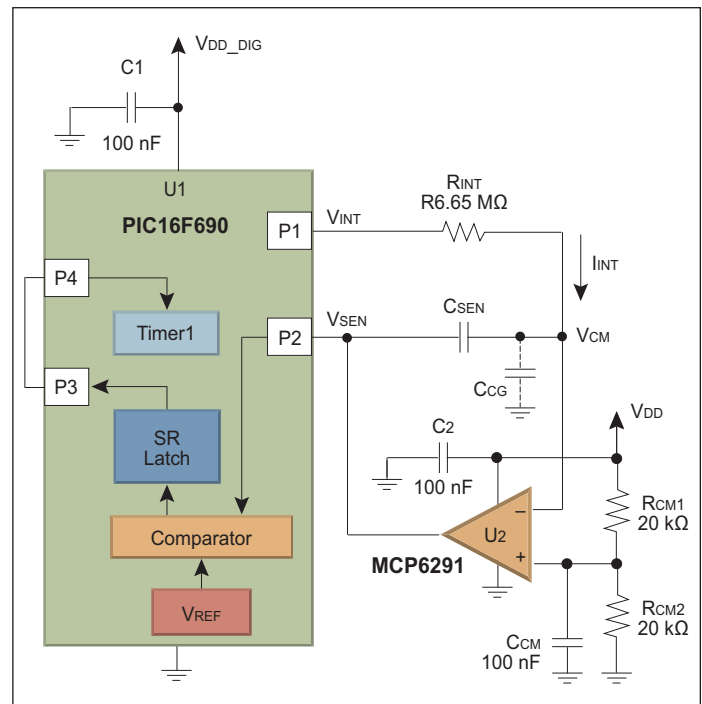 VDD_DIG
C1
100 nF
U1
PIC16F690
RINT
R6.65 MΩ
P1
VINT
IINT
P4
Timer1
P2
VSEN
CSEN
VCM
CCG
P3
SR
Latch
C2
100 nF
VDD
RCM1
20 kΩ
Comparator
–
U2
+
MCP6291
VREF
RCM2
20 kΩ
CCM
100 nF